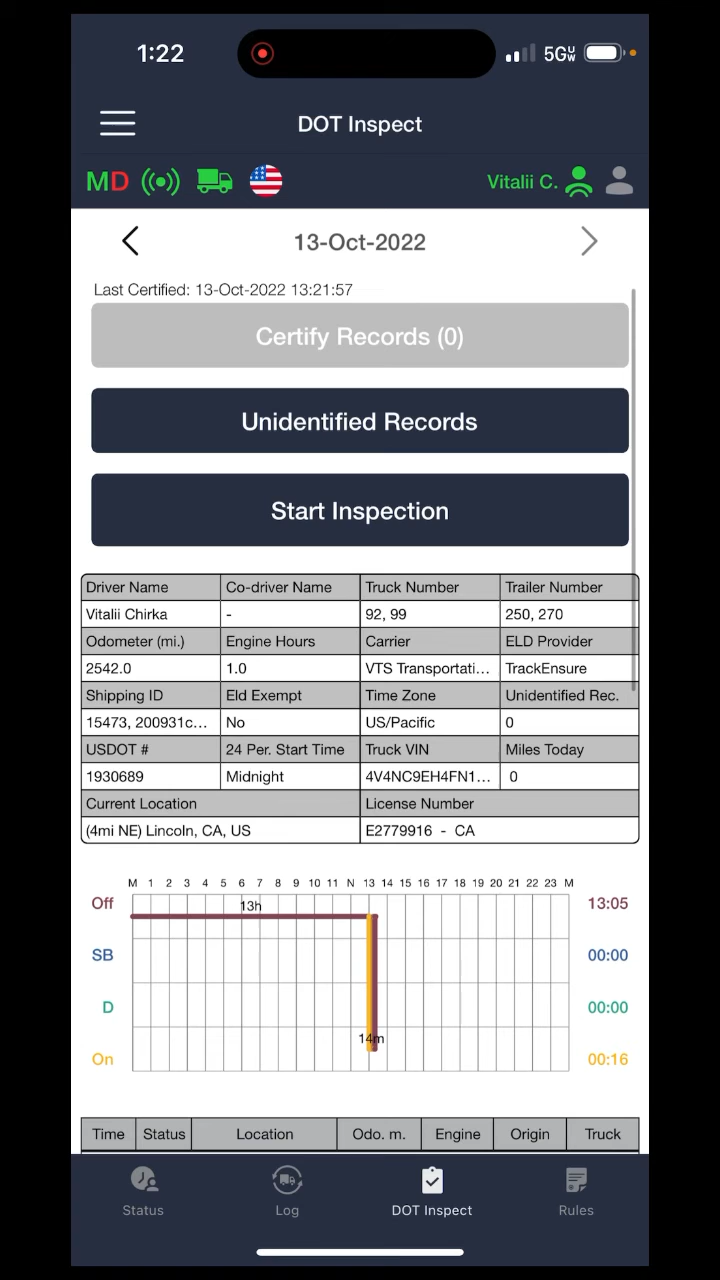 1:22 5G UW
DOT Inspect
MD Vitalii C.
13-Oct-2022
Last Certified: 13-Oct-2022 13:21:57
Certify Records (0)
Unidentified Records
Start Inspection
Driver Name Co-driver Name Truck Number Trailer Number
Vitalii Chirka - 92, 99 250, 270
Odometer (mi.) Engine Hours Carrier ELD Provider
2542.0 1.0 VTS Transportati... TrackEnsure
Shipping ID Eld Exempt Time Zone Unidentified Rec.
15473, 200931c... No US/Pacific 0
USDOT # 24 Per. Start Time Truck VIN Miles Today
1930689 Midnight 4V4NC9EH4FN1... 0
Current Location License Number
(4mi NE) Lincoln, CA, US E2779916 - CA
M 1 2 3 4 5 6 7 8 9 10 11 N 13 14 15 16 17 18 19 20 21 22 23 M
Off 13h 13:05
SB 00:00
D 00:00
14m
On 00:16
Time Status Location Odo. m. Engine Origin Truck
Status Log DOT Inspect Rules